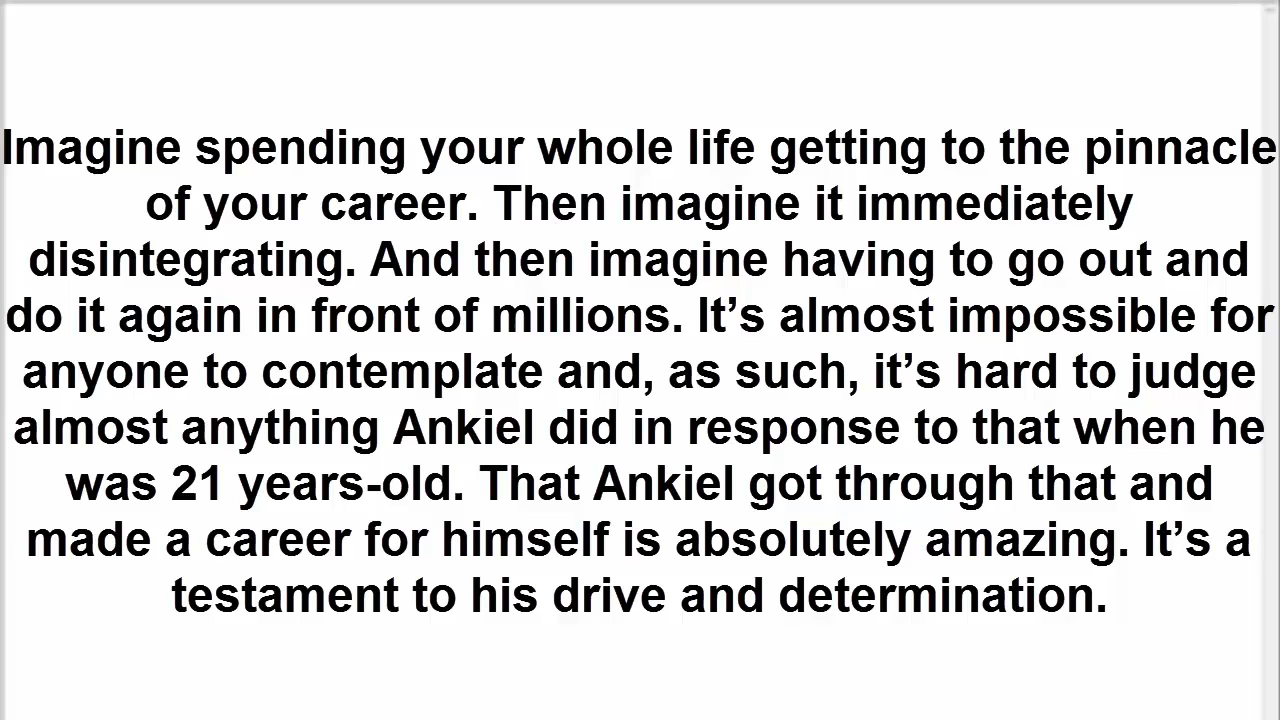 Imagine spending your whole life getting to the pinnacle
of your career. Then imagine it immediately
disintegrating. And then imagine having to go out and
do it again in front of millions. It’s almost impossible for
anyone to contemplate and, as such, it’s hard to judge
almost anything Ankiel did in response to that when he
was 21 years-old. That Ankiel got through that and
made a career for himself is absolutely amazing. It’s a
testament to his drive and determination.